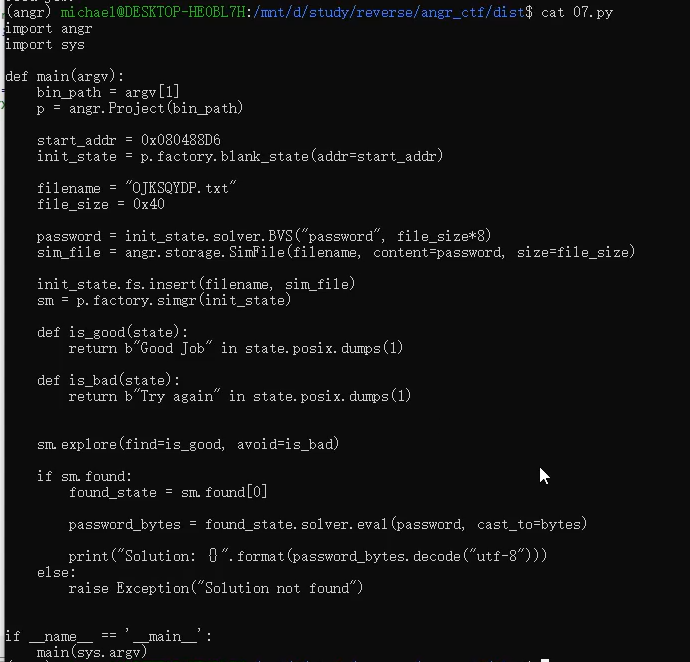 (angr) michael@DESKTOP-HEOBL7H:/mnt/d/study/reverse/angr_ctf/dist$ cat 07.py
import angr
import sys

def main(argv):
    bin_path = argv[1]
    p = angr.Project(bin_path)

    start_addr = 0x080488D6
    init_state = p.factory.blank_state(addr=start_addr)

    filename = "OJKSQYDP.txt"
    file_size = 0x40

    password = init_state.solver.BVS("password", file_size*8)
    sim_file = angr.storage.SimFile(filename, content=password, size=file_size)

    init_state.fs.insert(filename, sim_file)
    sm = p.factory.simgr(init_state)

    def is_good(state):
        return b"Good Job" in state.posix.dumps(1)

    def is_bad(state):
        return b"Try again" in state.posix.dumps(1)


    sm.explore(find=is_good, avoid=is_bad)

    if sm.found:
        found_state = sm.found[0]

        password_bytes = found_state.solver.eval(password, cast_to=bytes)

        print("Solution: {}".format(password_bytes.decode("utf-8")))
    else:
        raise Exception("Solution not found")


if __name__ == '__main__':
    main(sys.argv)